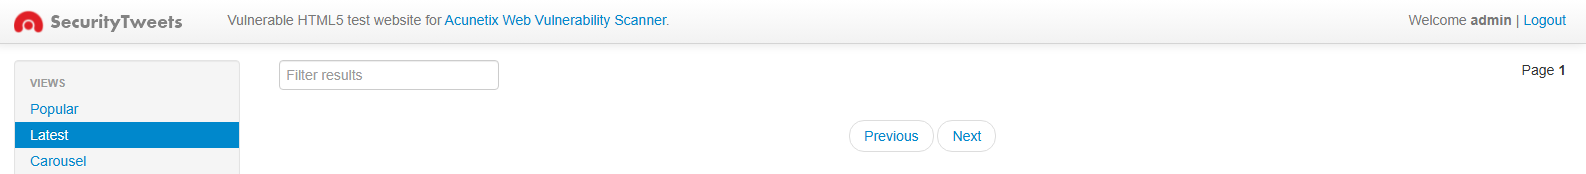 SecurityTweets
Vulnerable HTML5 test website for Acunetix Web Vulnerability Scanner.
Welcome admin | Logout
VIEWS
Popular
Latest
Carousel
Filter results
Page 1
Previous Next